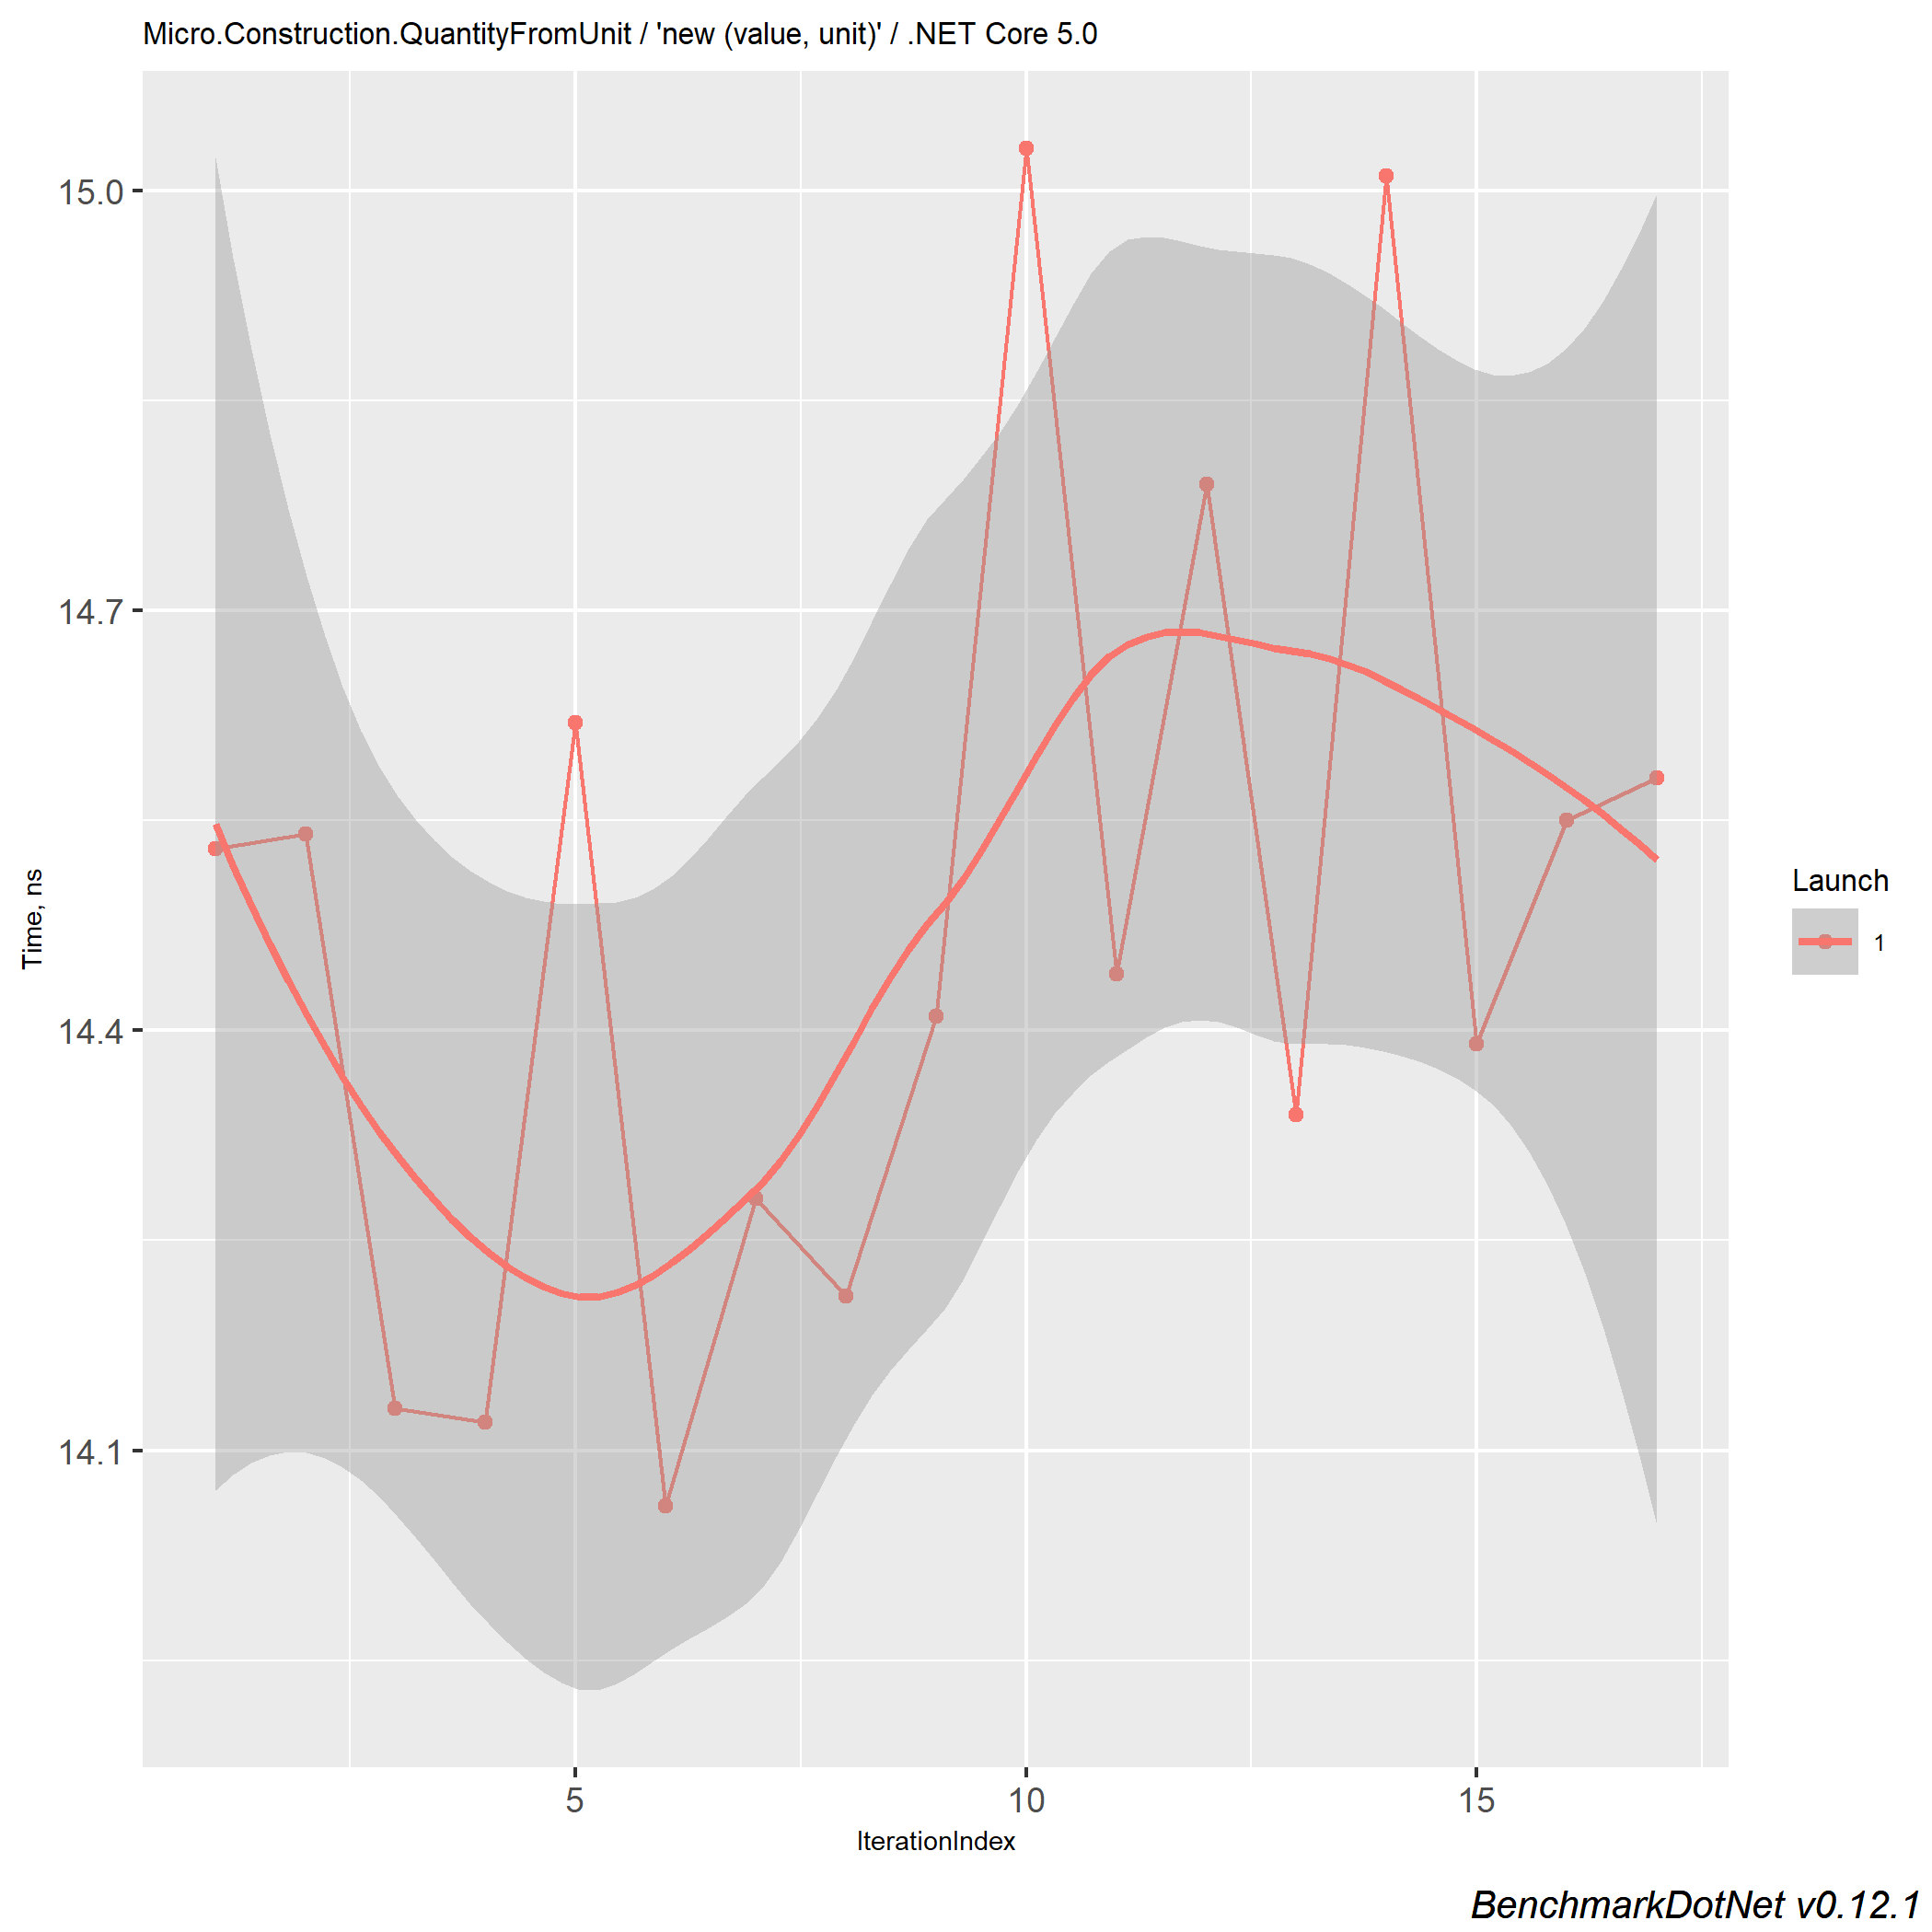 Micro.Construction.QuantityFromUnit / 'new (value, unit)' / .NET Core 5.0
15.0
14.7
14.4
14.1
Time, ns
5
10
15
IterationIndex
Launch
1
BenchmarkDotNet v0.12.1